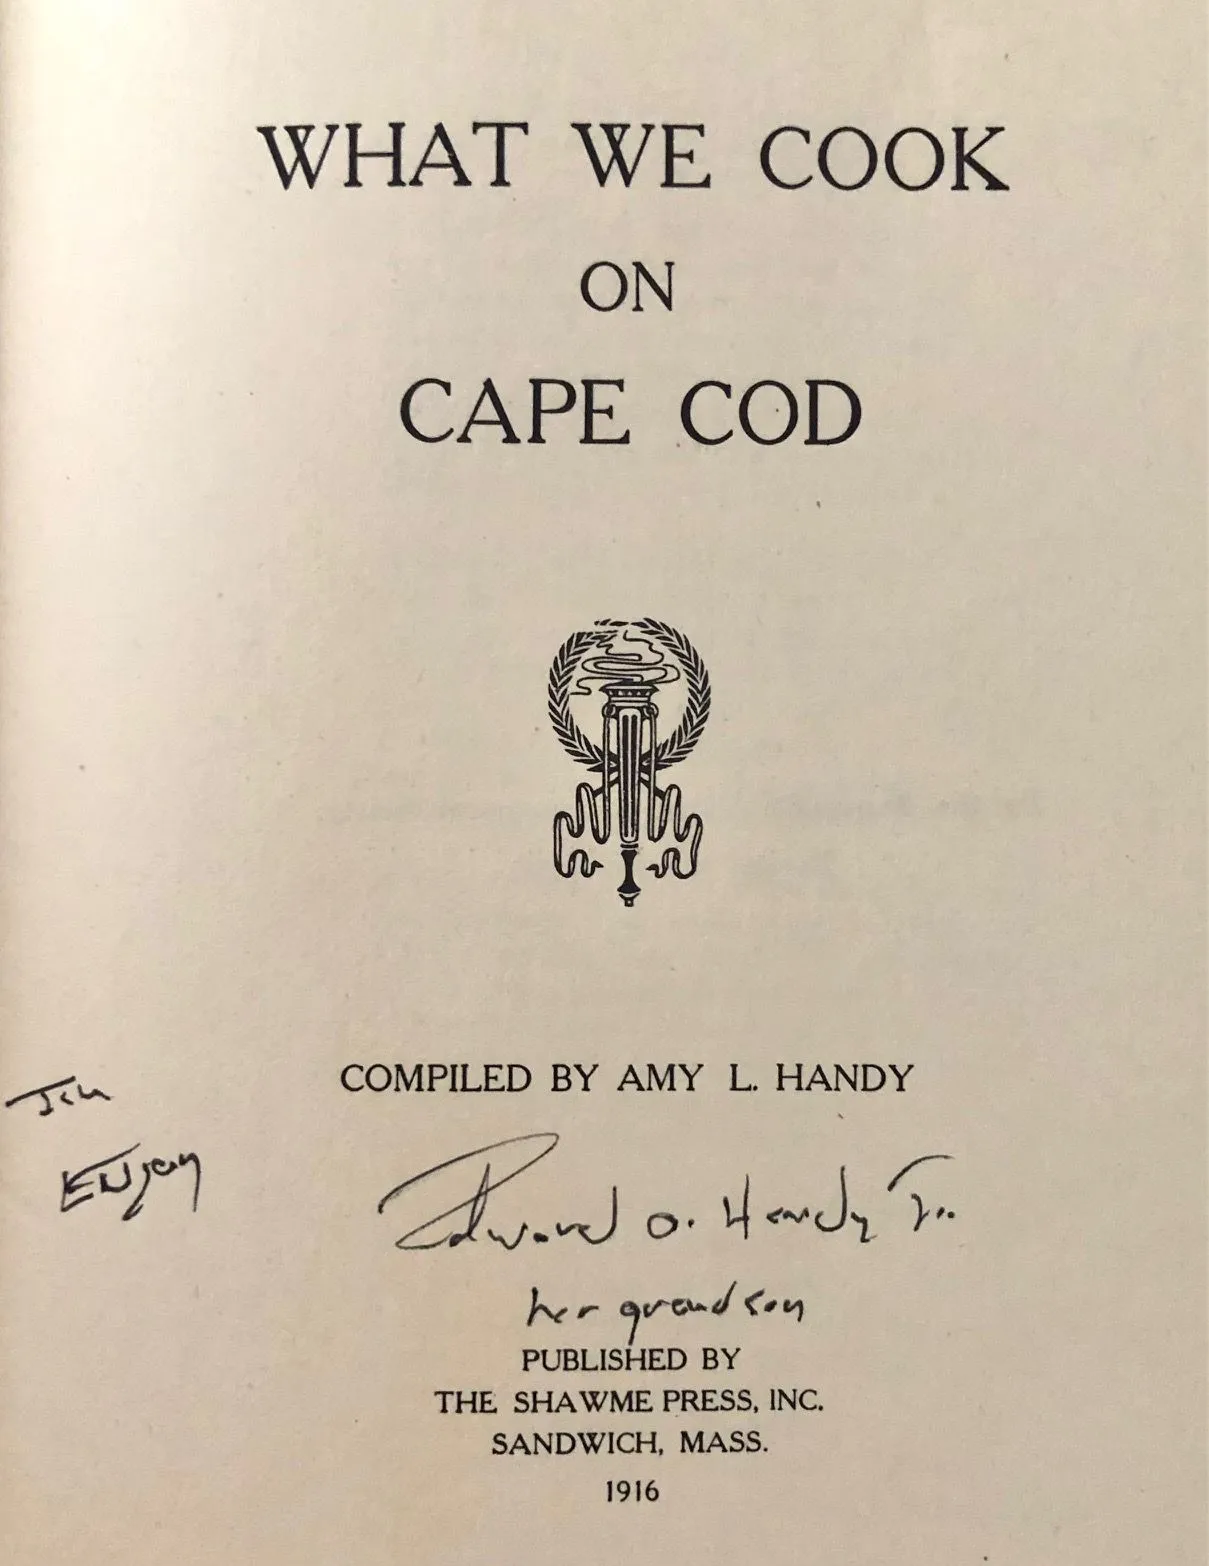 WHAT WE COOK
ON
CAPE COD
COMPILED BY AMY L. HANDY
Enjoy
Edward O. Handy Jr.
her grandson
PUBLISHED BY
THE SHAWME PRESS, INC.
SANDWICH, MASS.
1916